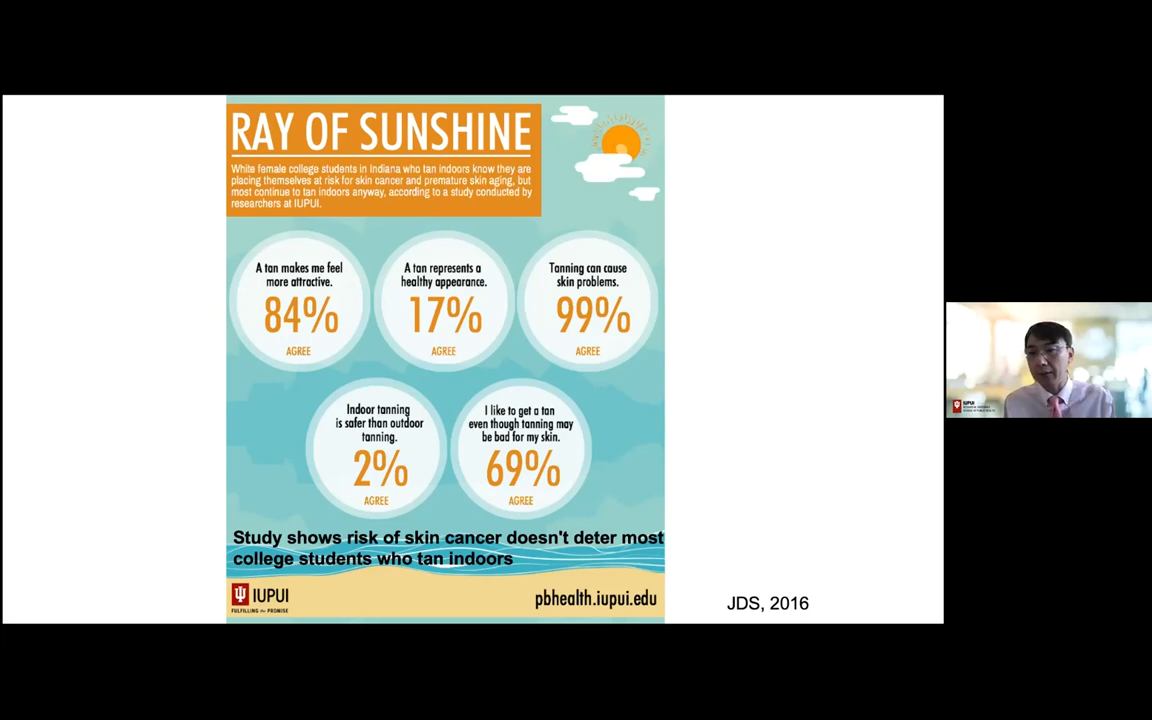 RAY OF SUNSHINE
White female college students in Indiana who tan indoors know they are
placing themselves at risk for skin cancer and premature skin aging, but
most continue to tan indoors anyway, according to a study conducted by
researchers at IUPUI.
A tan makes me feel
more attractive.
84%
AGREE
A tan represents a
healthy appearance.
17%
AGREE
Tanning can cause
skin problems.
99%
AGREE
Indoor tanning
is safer than outdoor
tanning.
2%
AGREE
I like to get a tan
even though tanning may
be bad for my skin.
69%
AGREE
Study shows risk of skin cancer doesn't deter most
college students who tan indoors
IUPUI
FULFILLING the PROMISE
pbhealth.iupui.edu
JDS, 2016
IUPUI